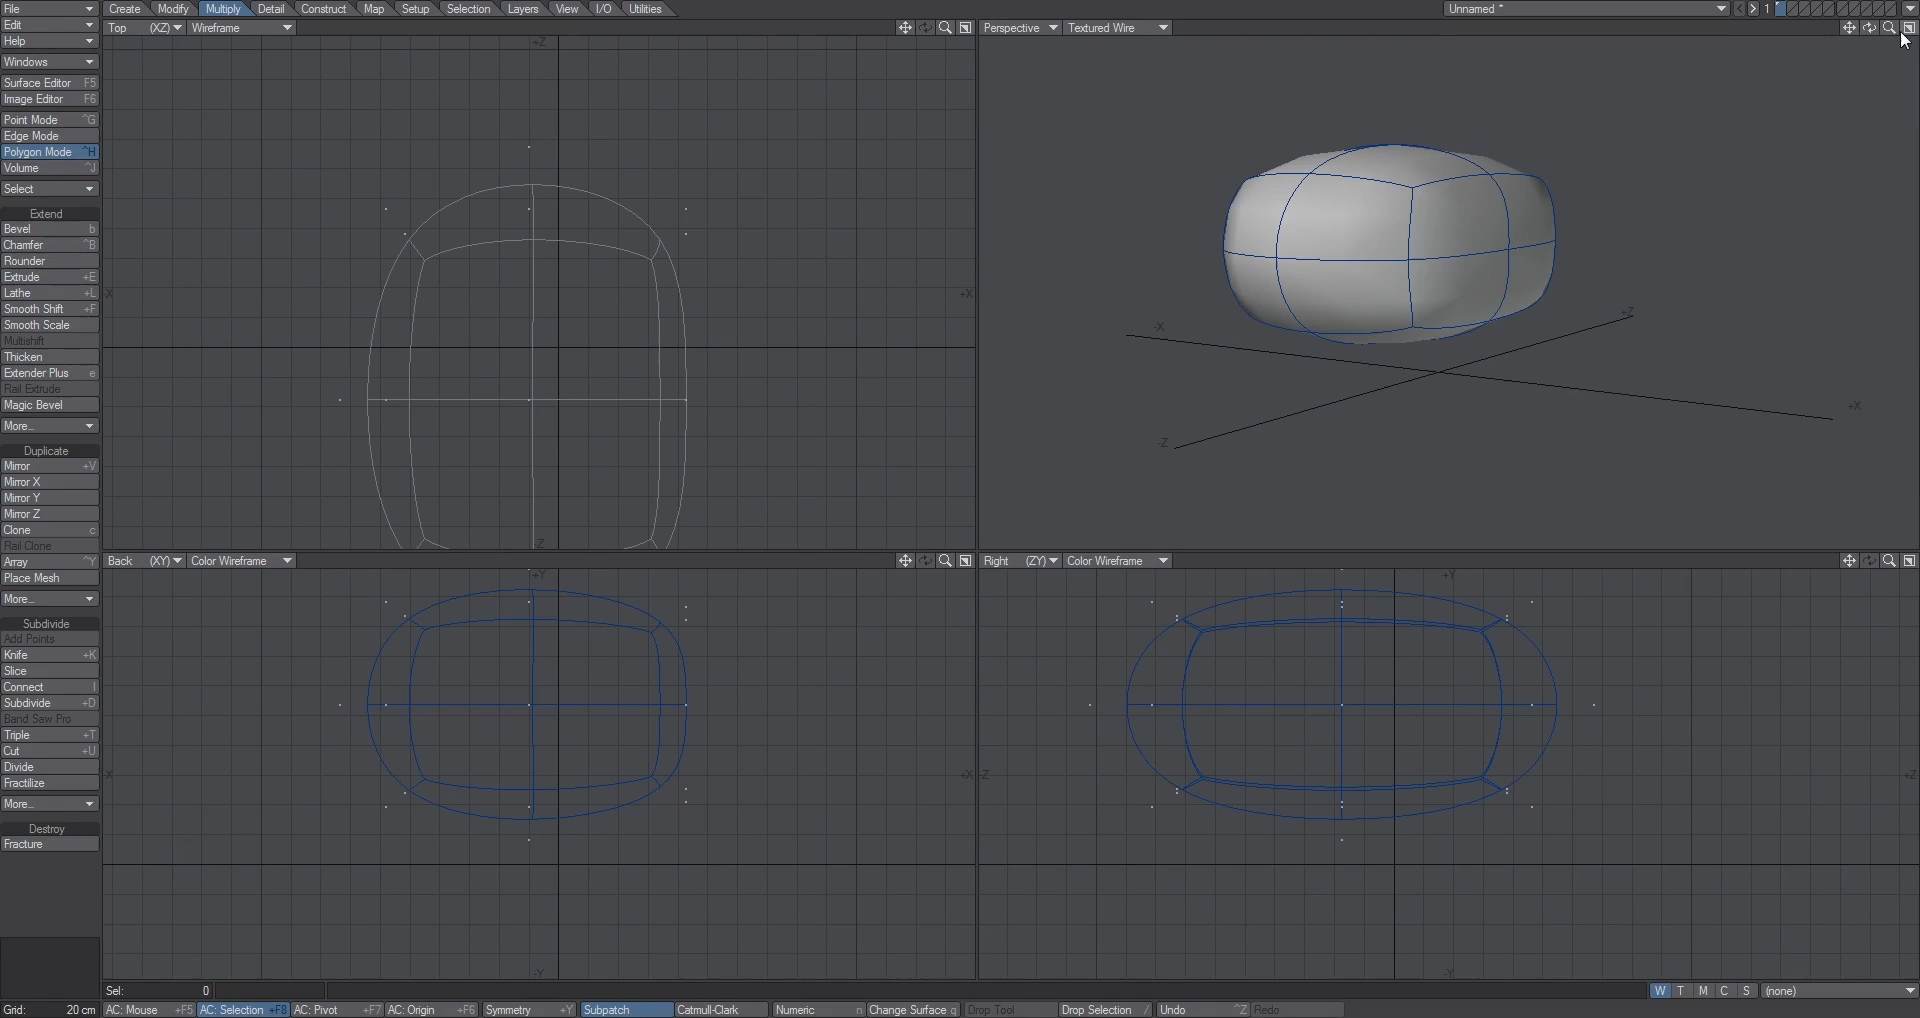 File Create Modify Multiply Detail Construct Map Setup Selection Layers View I/O Utilities Unnamed * < > 1
Edit
Top (XZ) Wireframe Perspective Textured Wire
Help
Windows
Surface Editor F5
Image Editor F6
Point Mode ^G
Edge Mode
Polygon Mode ^H
Volume ^J
Select
Extend
Bevel b
Chamfer ^B
Rounder
Extrude +E
Lathe +L
Smooth Shift +F
Smooth Scale
Multishift
Thicken
Extender Plus e
Rail Extrude
Magic Bevel
More...
Duplicate
Mirror +V
Mirror X
Mirror Y
Mirror Z
Clone c
Rail Clone
Array ^Y
Place Mesh
More...
Subdivide
Add Points
Knife +K
Slice
Connect l
Subdivide +D
Band Saw Pro
Triple +T
Cut +U
Divide
Fractilize
More...
Destroy
Fracture
+Z
-X +X
-Z
-X +Z
+X
-Z
Back (XY) Color Wireframe Right (ZY) Color Wireframe
+Y +Y
-X +X -Z +Z
-Y -Y
Sel: 0 W T M C S (none)
Grid: 20 cm AC: Mouse +F5 AC: Selection +F8 AC: Pivot +F7 AC: Origin +F6 Symmetry +Y Subpatch Catmull-Clark Numeric n Change Surface q Drop Tool Drop Selection / Undo ^Z Redo